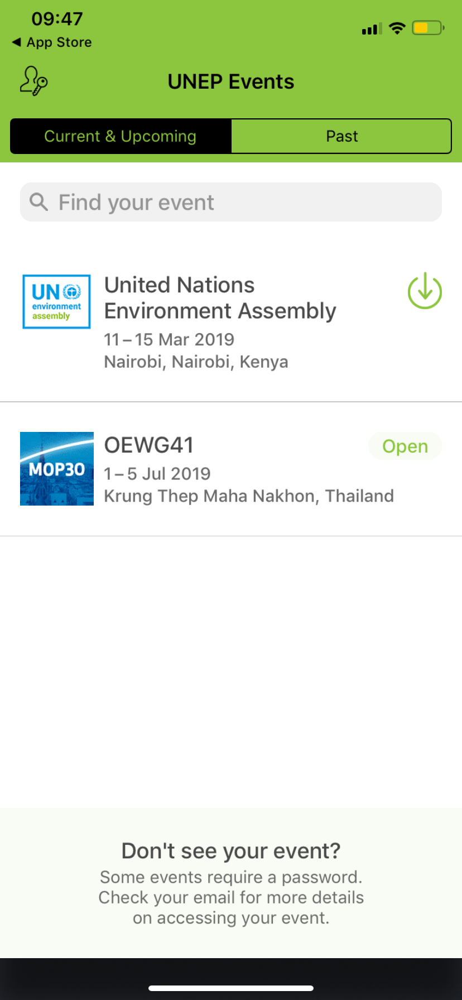 09:47
◀ App Store
UNEP Events
Current & Upcoming
Past
Find your event
UN
environment
assembly
United Nations
Environment Assembly
11 – 15 Mar 2019
Nairobi, Nairobi, Kenya
MOP30
OEWG41
Open
1 – 5 Jul 2019
Krung Thep Maha Nakhon, Thailand
Don't see your event?
Some events require a password.
Check your email for more details
on accessing your event.